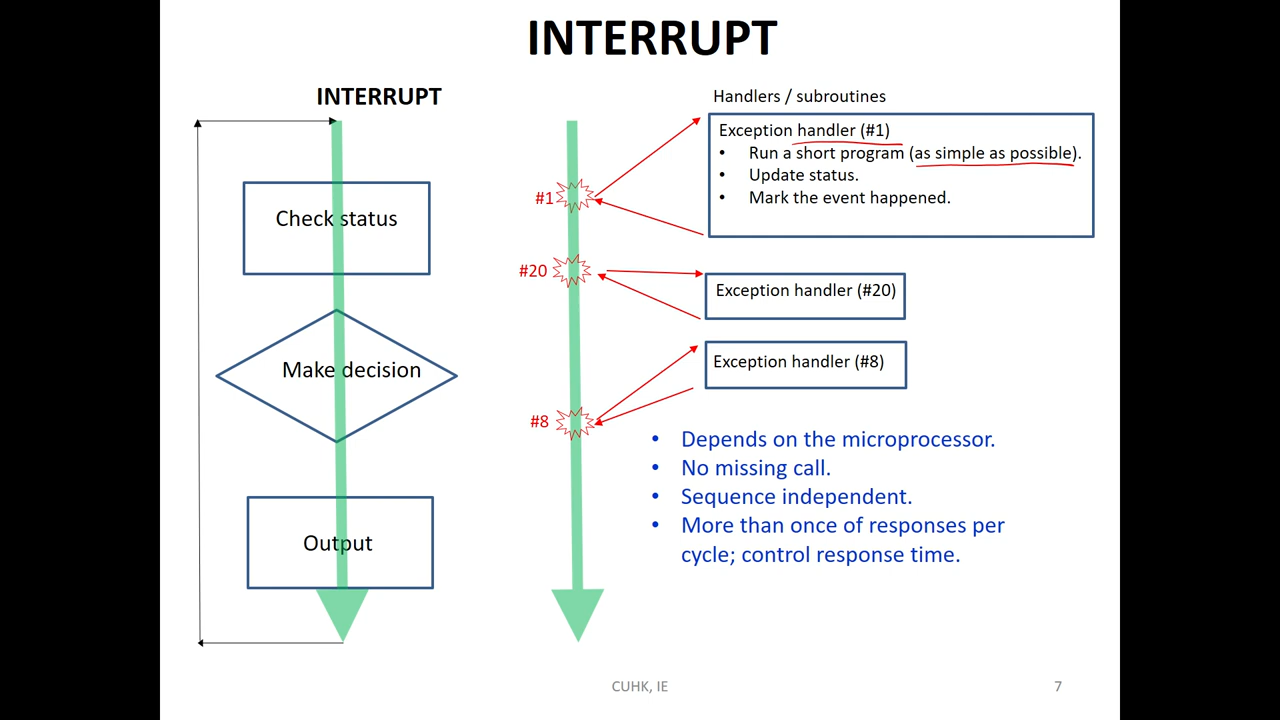 INTERRUPT
INTERRUPT
Check status
Make decision
Output
#1
#20
#8
Handlers / subroutines
Exception handler (#1)
• Run a short program (as simple as possible).
• Update status.
• Mark the event happened.
Exception handler (#20)
Exception handler (#8)
• Depends on the microprocessor.
• No missing call.
• Sequence independent.
• More than once of responses per
cycle; control response time.
CUHK, IE
7